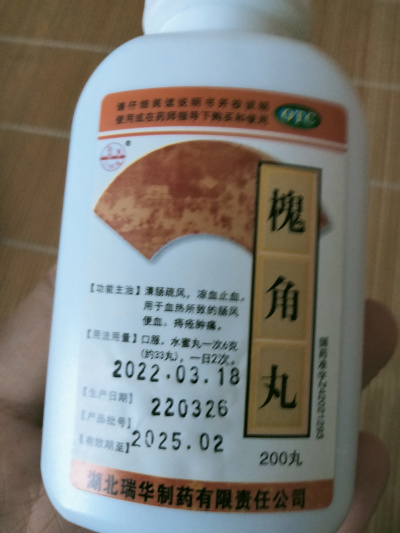 请仔细阅读说明书并按说明
使用或在药师指导下购买和使用
OTC
槐角丸
【功能主治】清肠疏风，凉血止血。
用于血热所致的肠风
便血、痔疮肿痛。
【用法用量】口服。水蜜丸一次6克
(约33丸)，一日2次。
2022.03.18
【生产日期】
220326
【产品批号】
【有效期至】2025.02
200丸
湖北瑞华制药有限责任公司